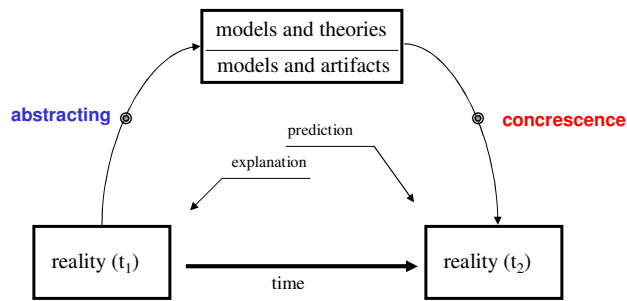 models and theories
models and artifacts
abstracting
concrescence
prediction
explanation
reality (t₁)
reality (t₂)
time